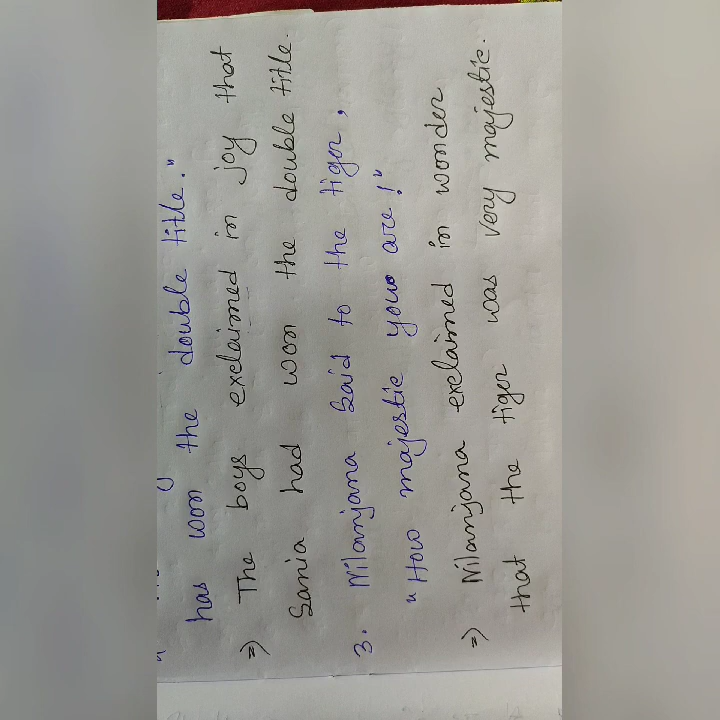 has won the double title."
=) The boys exclaimed in joy that
Sania had won the double title.
3. Nilanjana said to the tiger,
"How majestic you are!"
=) Nilanjana exclaimed in wonder
that the tiger was very majestic.